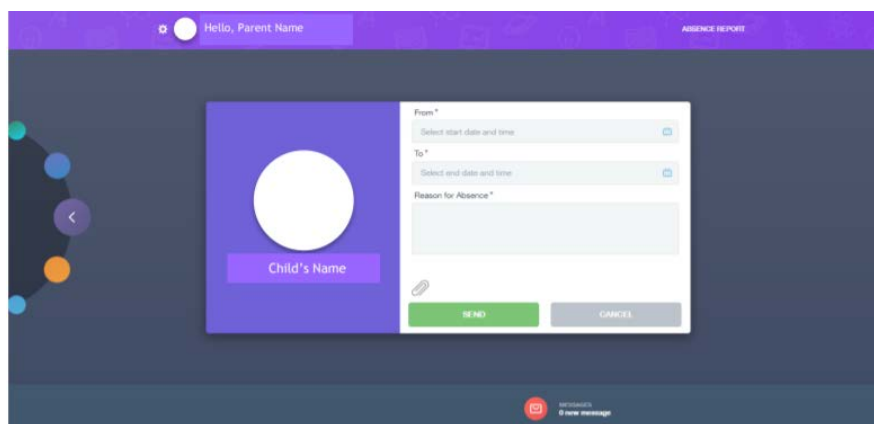 Hello, Parent Name
ABSENCE REPORT
From *
Select start date and time
To *
Select end date and time
Reason for Absence *
Child's Name
SEND
CANCEL
MESSAGES
0 new message